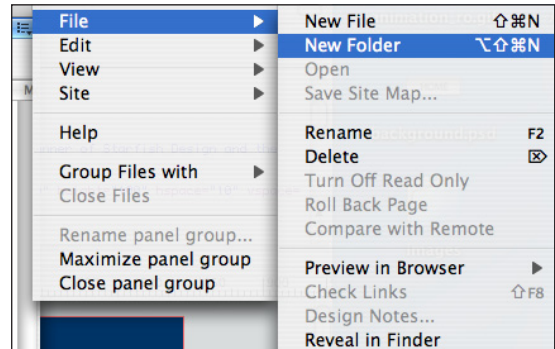 File
Edit
View
Site
Help
Group Files with
Close Files
Rename panel group...
Maximize panel group
Close panel group
New File ⇧⌘N
New Folder ⌥⇧⌘N
Open
Save Site Map...
Rename F2
Delete ⌦
Turn Off Read Only
Roll Back Page
Compare with Remote
Preview in Browser
Check Links ⇧F8
Design Notes...
Reveal in Finder